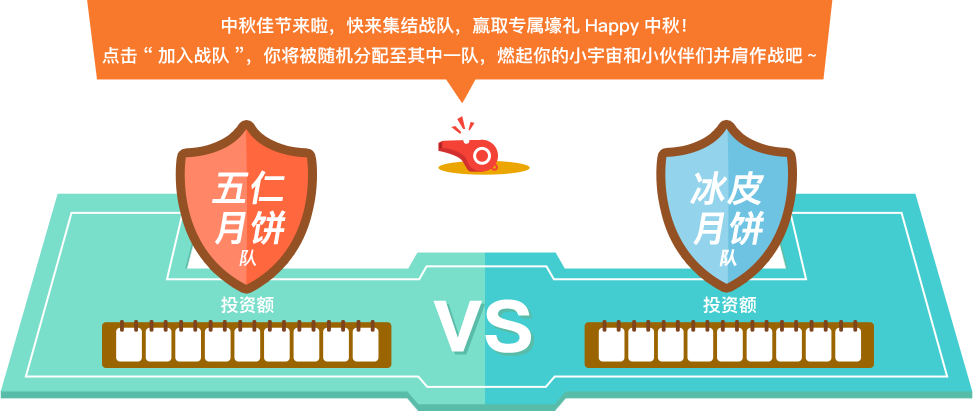 中秋佳节来啦，快来集结战队，赢取专属壕礼 Happy 中秋！
点击“加入战队”，你将被随机分配至其中一队，燃起你的小宇宙和小伙伴们并肩作战吧~
五仁
月饼
队
冰皮
月饼
队
投资额
VS
投资额